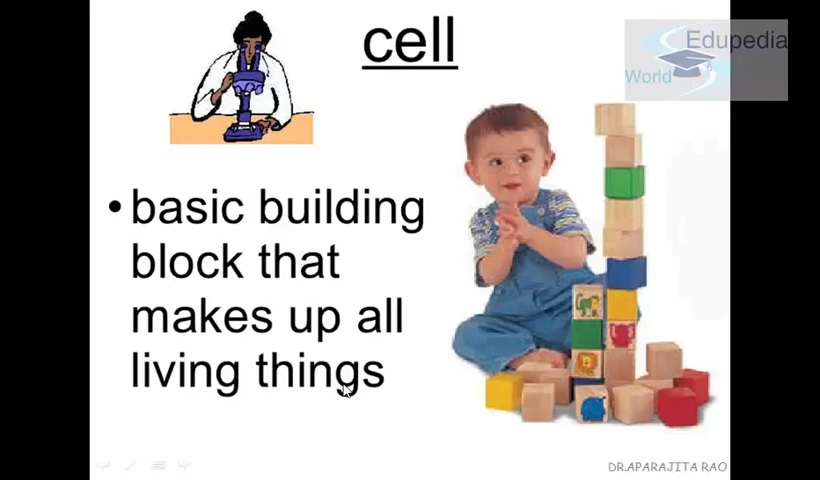 cell
Edupedia
World
• basic building
block that
makes up all
living things
DR.APARAJITA RAO